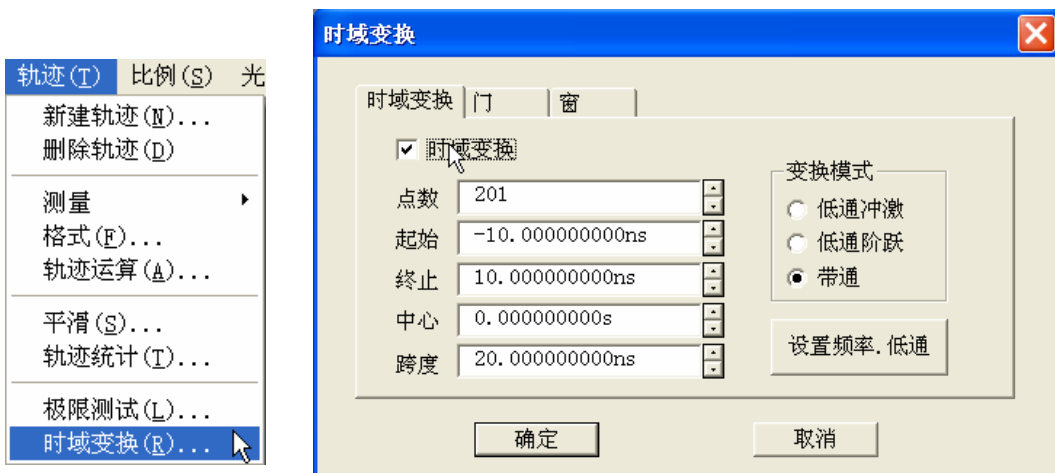 轨迹(T) 比例(S) 光
新建轨迹(N)...
删除轨迹(D)
测量
格式(F)...
轨迹运算(A)...
平滑(S)...
轨迹统计(T)...
极限测试(L)...
时域变换(R)...
时域变换
时域变换 门 窗
时域变换
点数 201
起始 -10.000000000ns
终止 10.000000000ns
中心 0.000000000s
跨度 20.000000000ns
变换模式
低通冲激
低通阶跃
带通
设置频率.低通
确定 取消